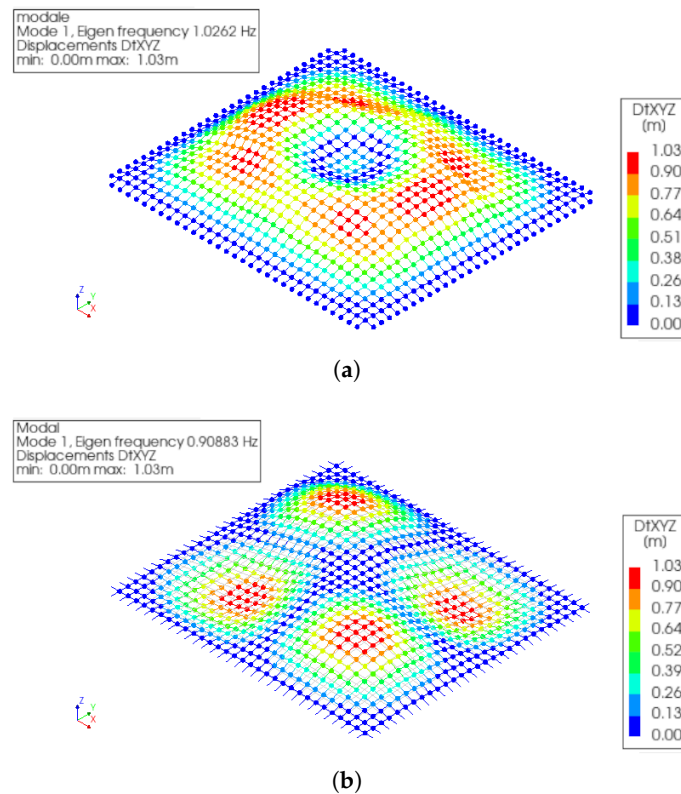 modale
Mode 1, Eigen frequency 1.0262 Hz
Displacements DtXYZ
min: 0.00m max: 1.03m
DtXYZ
(m)
1.03
0.90
0.77
0.64
0.51
0.38
0.26
0.13
0.00
Z
Y
X
(a)
Modal
Mode 1, Eigen frequency 0.90883 Hz
Displacements DtXYZ
min: 0.00m max: 1.03m
DtXYZ
(m)
1.03
0.90
0.77
0.64
0.52
0.39
0.26
0.13
0.00
Z
Y
X
(b)